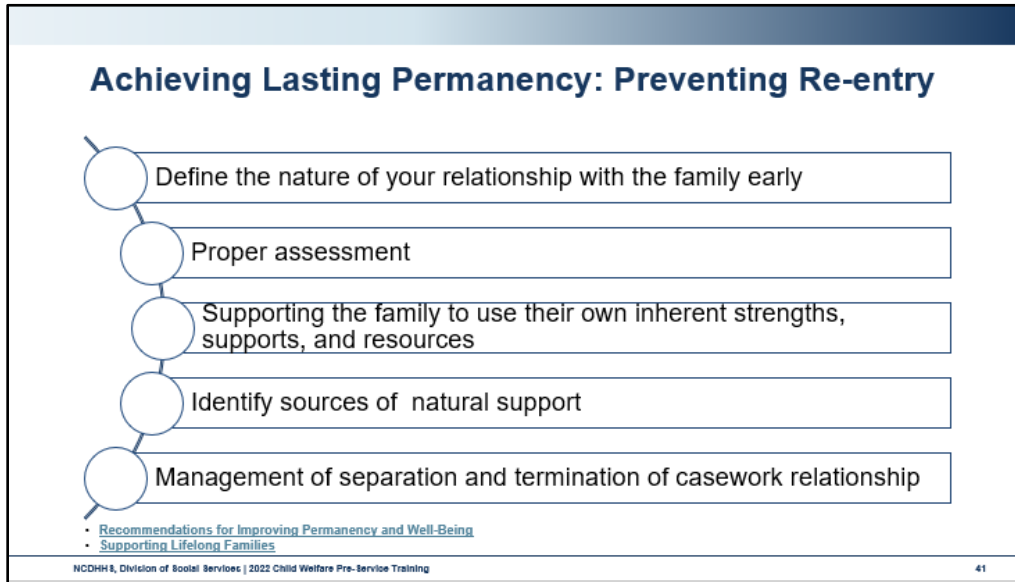 Achieving Lasting Permanency: Preventing Re-entry
Define the nature of your relationship with the family early
Proper assessment
Supporting the family to use their own inherent strengths,
supports, and resources
Identify sources of  natural support
Management of separation and termination of casework relationship
• Recommendations for Improving Permanency and Well-Being
• Supporting Lifelong Families
NCDHHS, Division of Social Services | 2022 Child Welfare Pre-Service Training
41